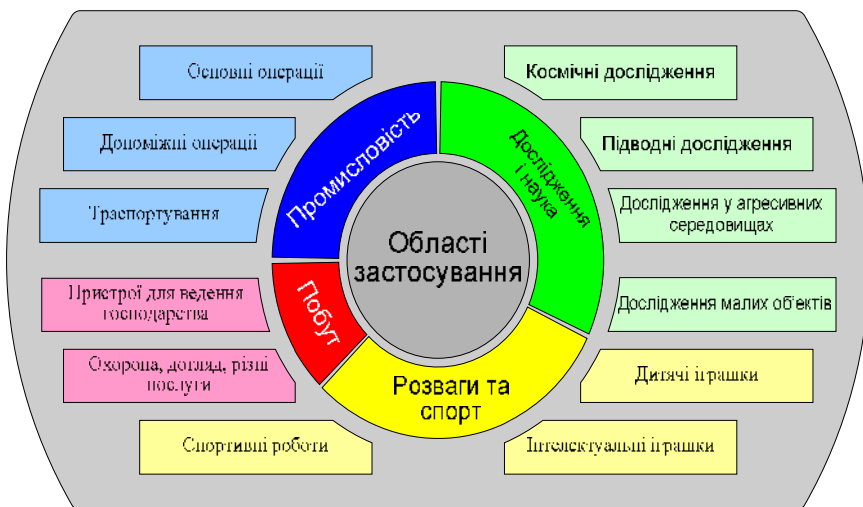 Основні операції
Допоміжні операції
Траспортування
Пристрої для ведення
господарства
Охорона, догляд, різні
послуги
Спортивні роботи
Промисловість
Дослідження
і наука
Області
застосування
Побут
Розваги та
спорт
Космічні дослідження
Підводні дослідження
Дослідження у агресивних
середовищах
Дослідження малих об'єктів
Дитячі іграшки
Інтелектуальні іграшки